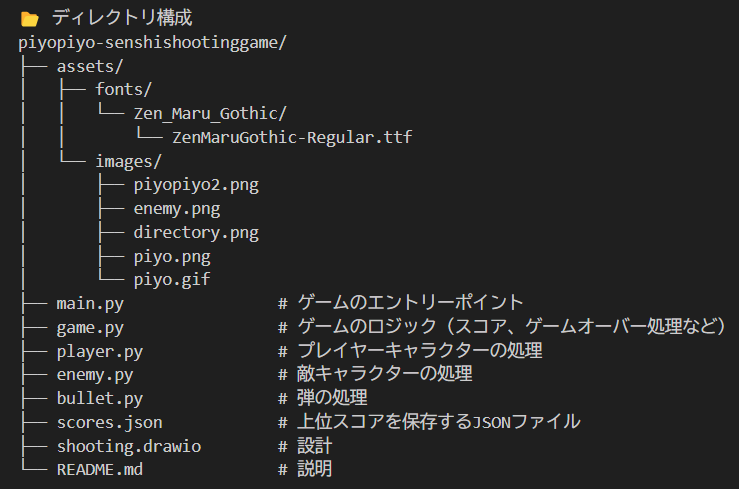 📂 ディレクトリ構成
piyopiyo-senshishootinggame/
├── assets/
│   ├── fonts/
│   │   └── Zen_Maru_Gothic/
│   │       └── ZenMaruGothic-Regular.ttf
│   └── images/
│       ├── piyopiyo2.png
│       ├── enemy.png
│       ├── directory.png
│       ├── piyo.png
│       └── piyo.gif
├── main.py                # ゲームのエントリーポイント
├── game.py                # ゲームのロジック（スコア、ゲームオーバー処理など）
├── player.py              # プレイヤーキャラクターの処理
├── enemy.py               # 敵キャラクターの処理
├── bullet.py              # 弾の処理
├── scores.json            # 上位スコアを保存するJSONファイル
├── shooting.drawio        # 設計
└── README.md              # 説明